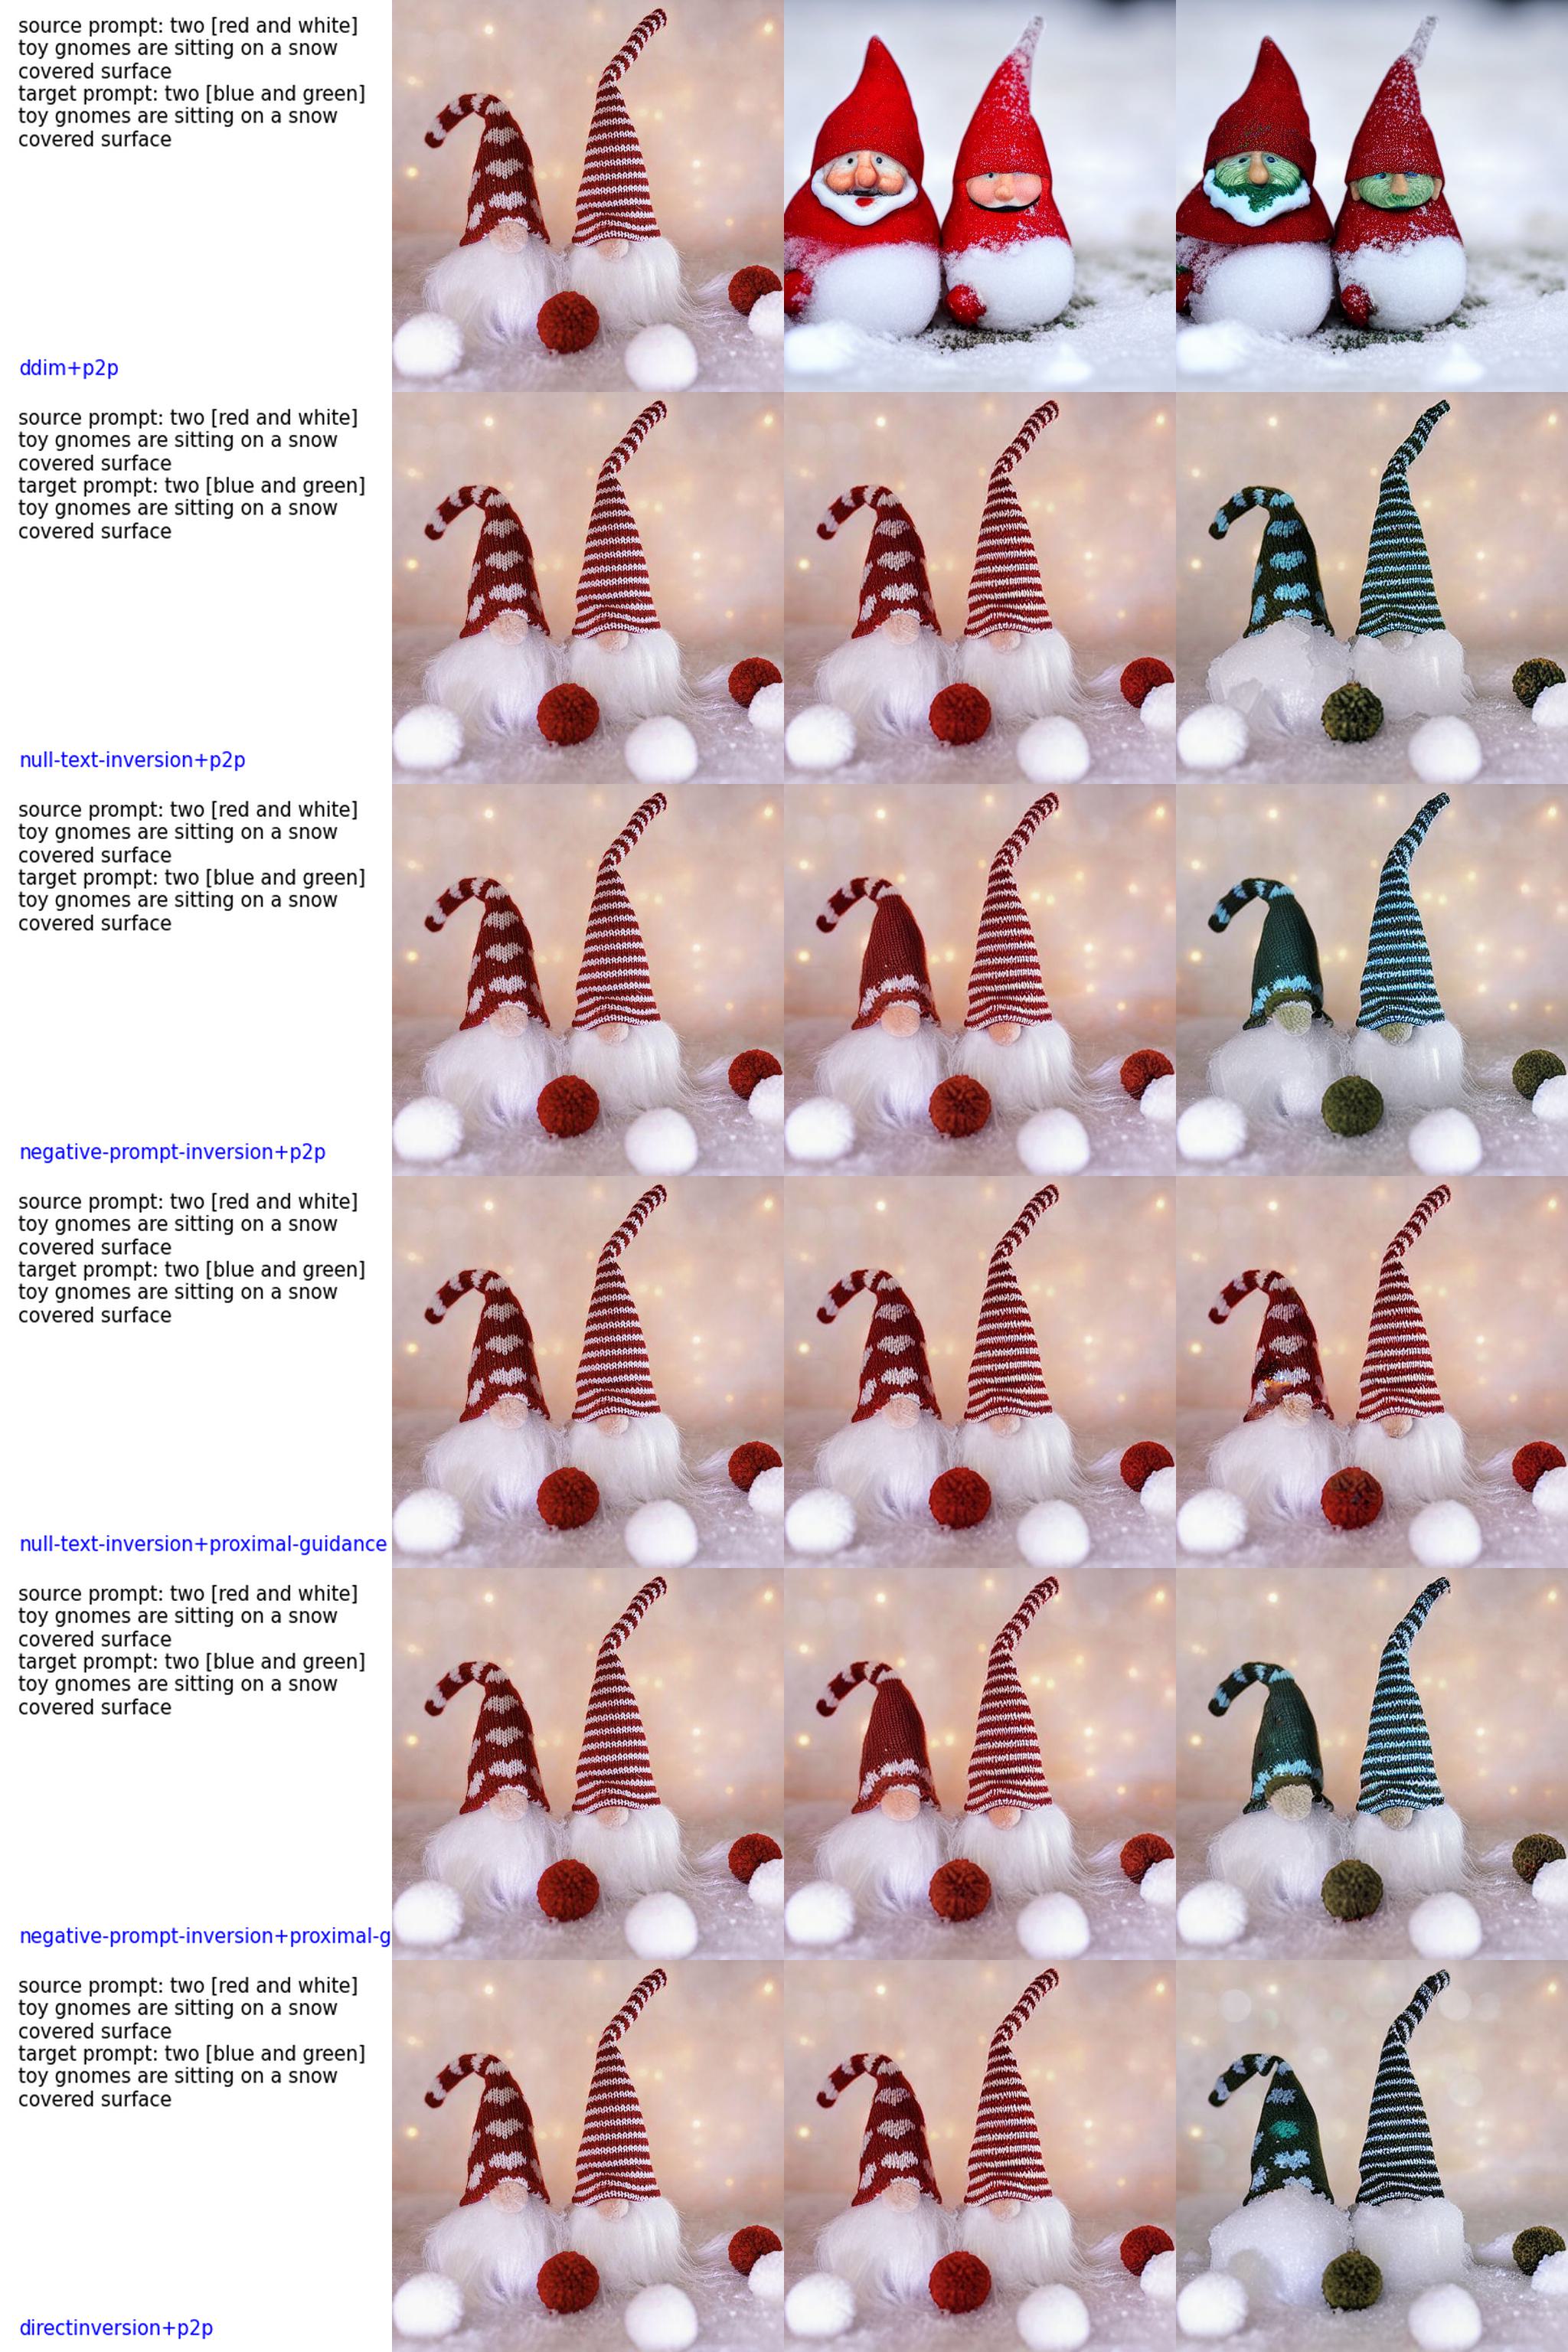 source prompt: two [red and white]
toy gnomes are sitting on a snow
covered surface
target prompt: two [blue and green]
toy gnomes are sitting on a snow
covered surface
ddim+p2p
source prompt: two [red and white]
toy gnomes are sitting on a snow
covered surface
target prompt: two [blue and green]
toy gnomes are sitting on a snow
covered surface
null-text-inversion+p2p
source prompt: two [red and white]
toy gnomes are sitting on a snow
covered surface
target prompt: two [blue and green]
toy gnomes are sitting on a snow
covered surface
negative-prompt-inversion+p2p
source prompt: two [red and white]
toy gnomes are sitting on a snow
covered surface
target prompt: two [blue and green]
toy gnomes are sitting on a snow
covered surface
null-text-inversion+proximal-guidance
source prompt: two [red and white]
toy gnomes are sitting on a snow
covered surface
target prompt: two [blue and green]
toy gnomes are sitting on a snow
covered surface
negative-prompt-inversion+proximal-g
source prompt: two [red and white]
toy gnomes are sitting on a snow
covered surface
target prompt: two [blue and green]
toy gnomes are sitting on a snow
covered surface
directinversion+p2p